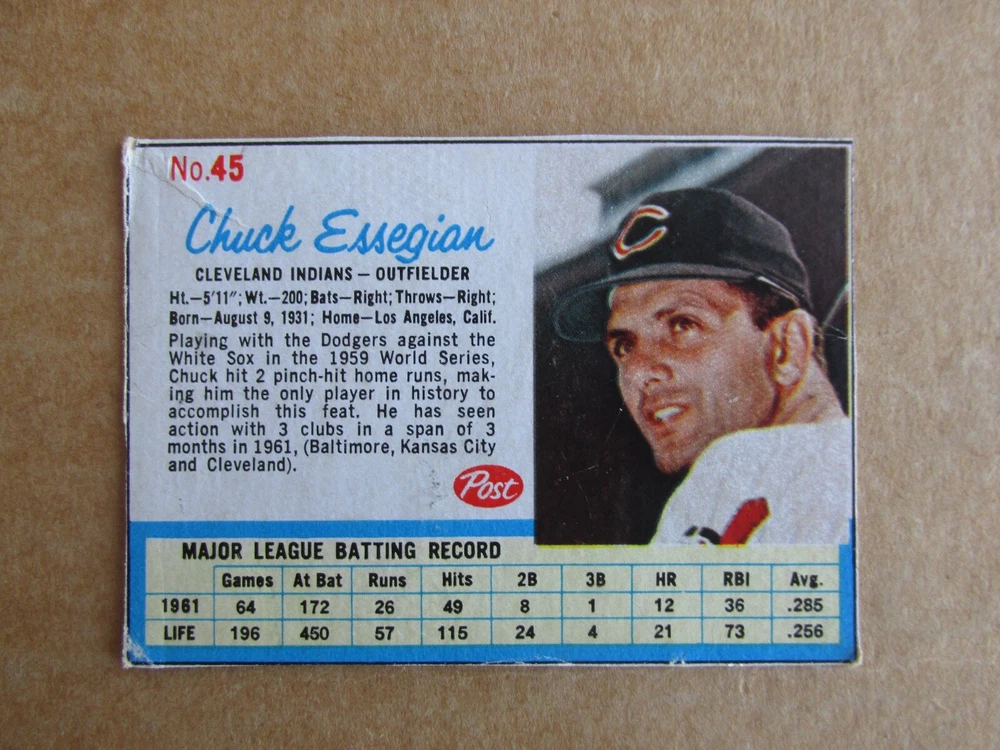 No.45
Chuck Essegian
CLEVELAND INDIANS – OUTFIELDER
Ht.–5'11"; Wt.–200; Bats–Right; Throws–Right;
Born–August 9, 1931; Home–Los Angeles, Calif.
Playing with the Dodgers against the
White Sox in the 1959 World Series,
Chuck hit 2 pinch-hit home runs, mak-
ing him the only player in history to
accomplish this feat. He has seen
action with 3 clubs in a span of 3
months in 1961, (Baltimore, Kansas City
and Cleveland).
Post
C
MAJOR LEAGUE BATTING RECORD
Games At Bat Runs Hits 2B 3B HR RBI Avg.
1961 64 172 26 49 8 1 12 36 .285
LIFE 196 450 57 115 24 4 21 73 .256